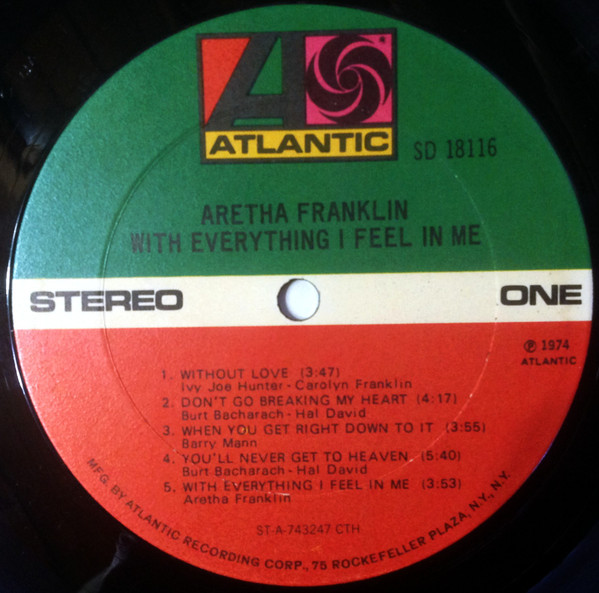 ATLANTIC
SD 18116
ARETHA FRANKLIN
WITH EVERYTHING I FEEL IN ME
STEREO
ONE
℗ 1974
ATLANTIC
1. WITHOUT LOVE (3:47)
Ivy Joe Hunter - Carolyn Franklin
2. DON'T GO BREAKING MY HEART (4:17)
Burt Bacharach - Hal David
3. WHEN YOU GET RIGHT DOWN TO IT (3:55)
Barry Mann
4. YOU'LL NEVER GET TO HEAVEN (5:40)
Burt Bacharach - Hal David
5. WITH EVERYTHING I FEEL IN ME (3:53)
Aretha Franklin
ST-A-743247 CTH
MFG. BY ATLANTIC RECORDING CORP., 75 ROCKEFELLER PLAZA, N.Y., N.Y.